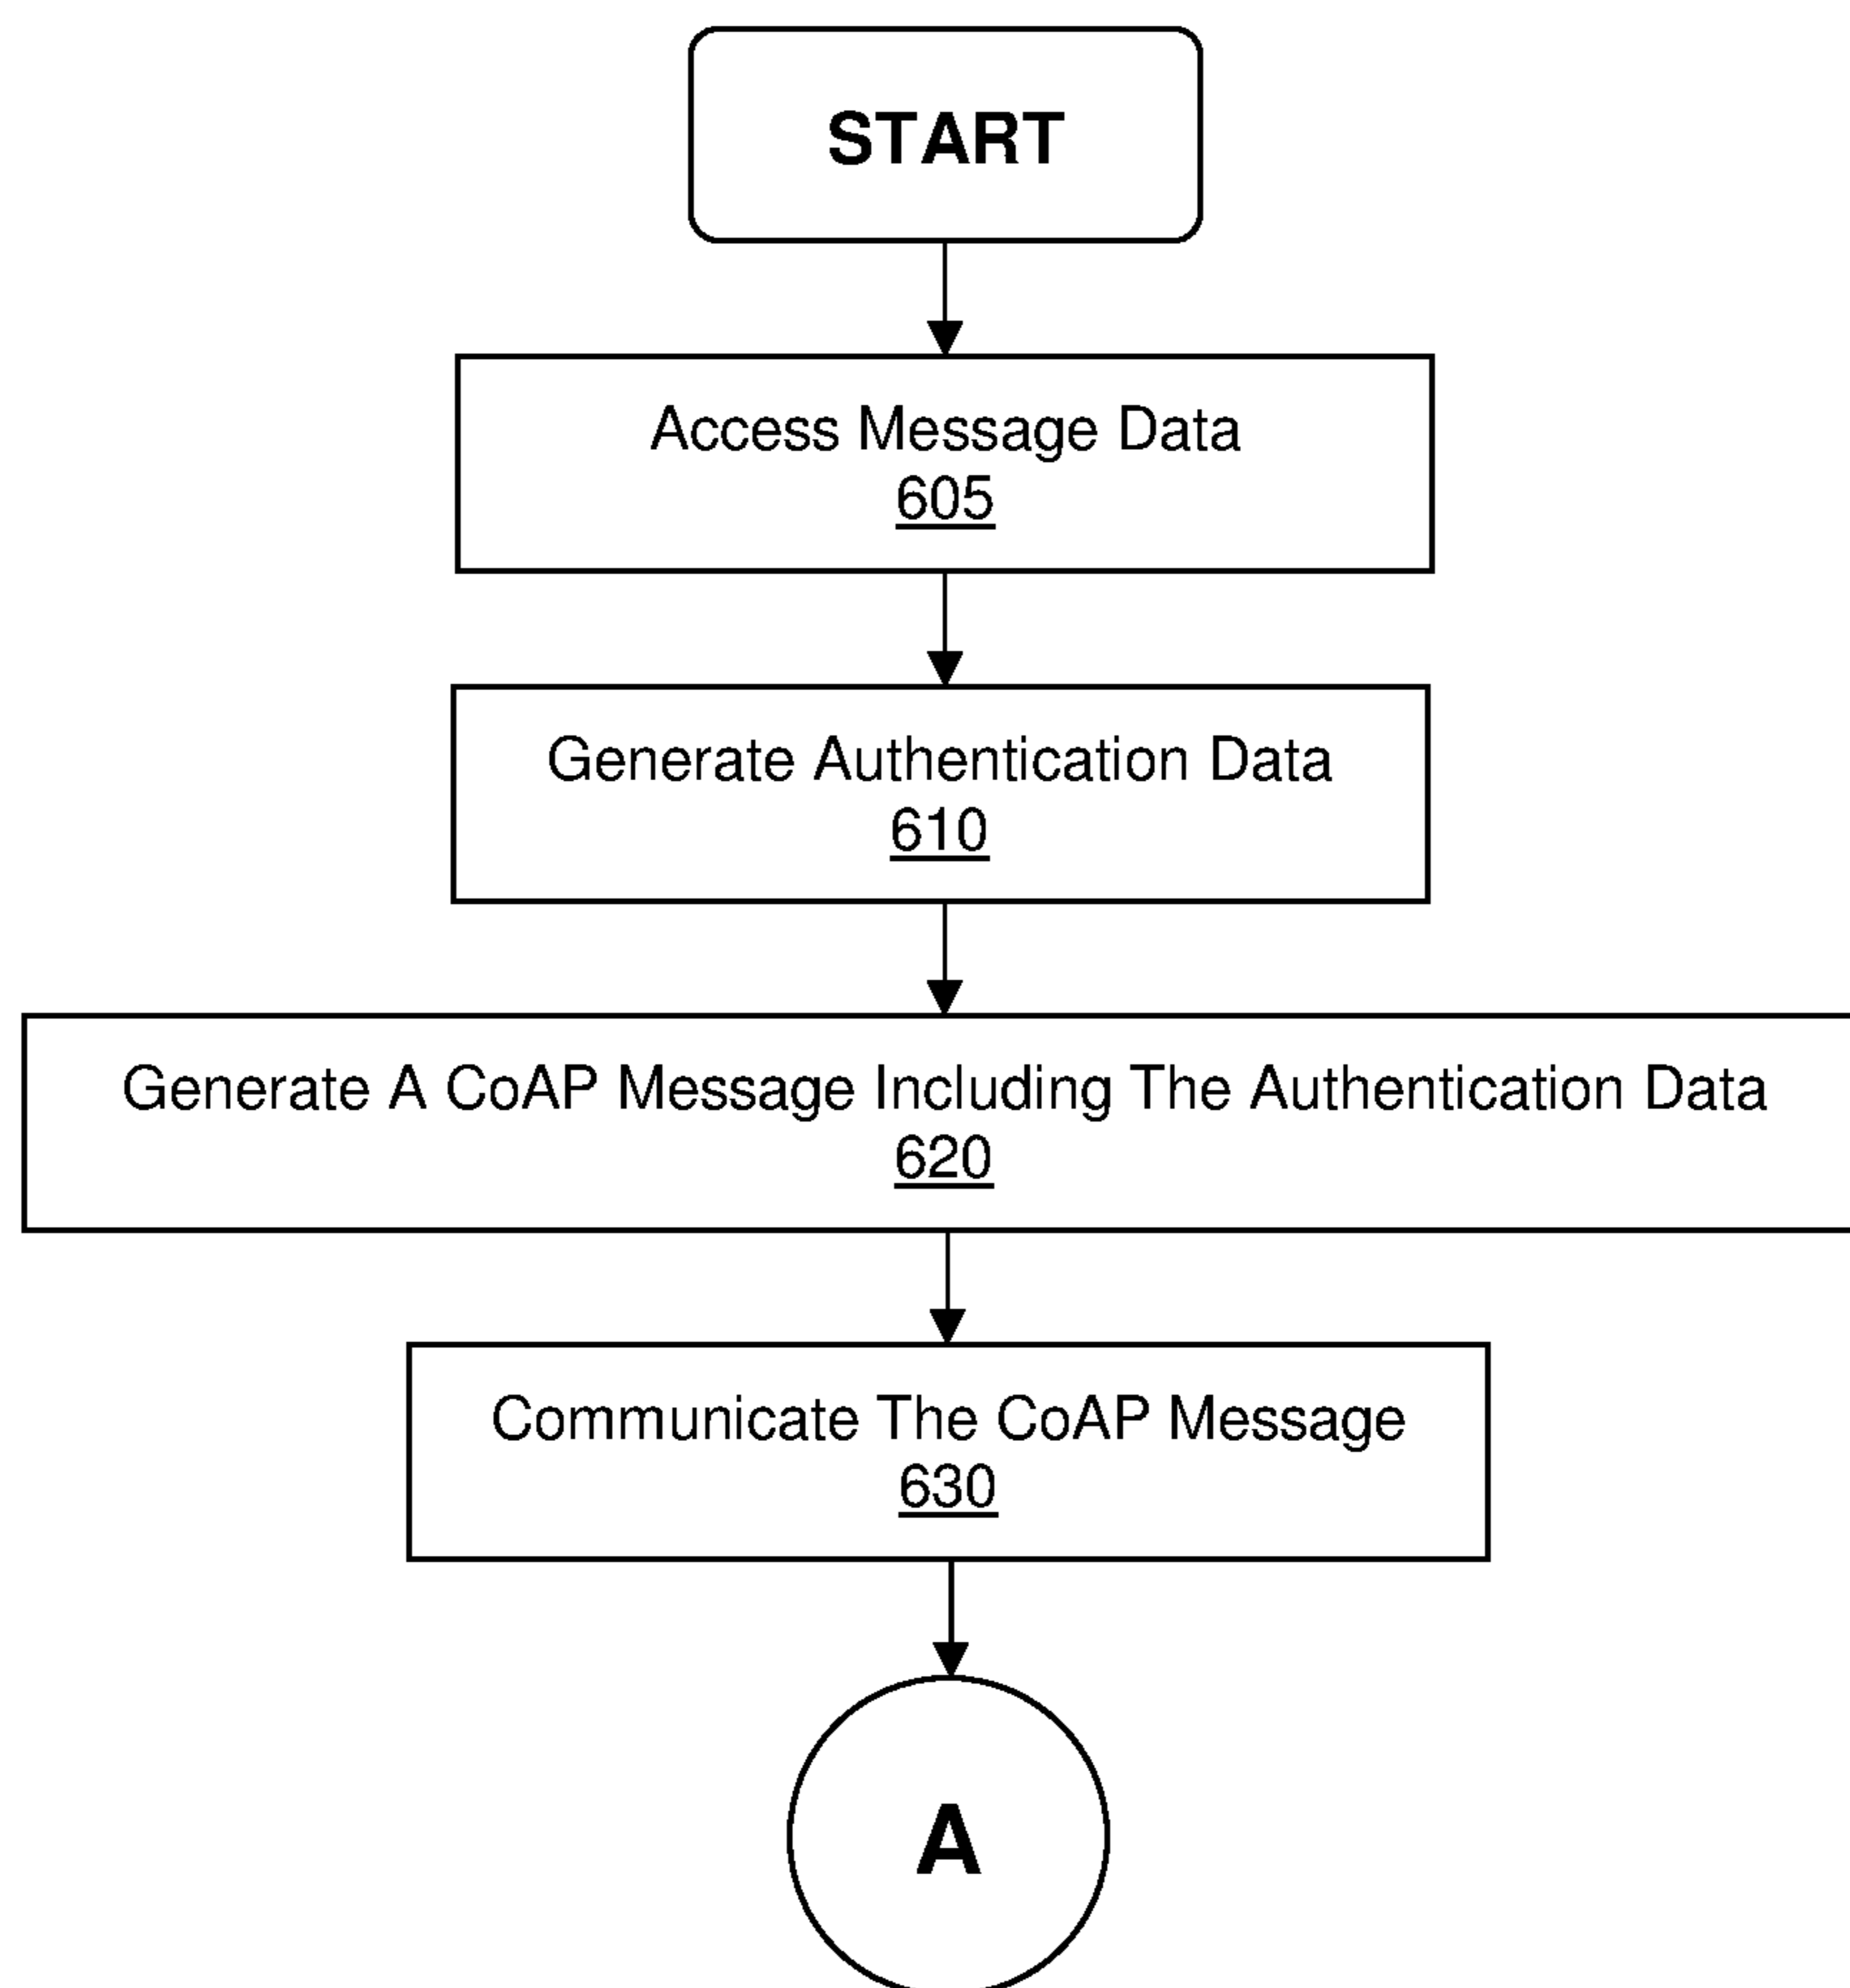 START
Access Message Data
605
Generate Authentication Data
610
Generate A CoAP Message Including The Authentication Data
620
Communicate The CoAP Message
630
A